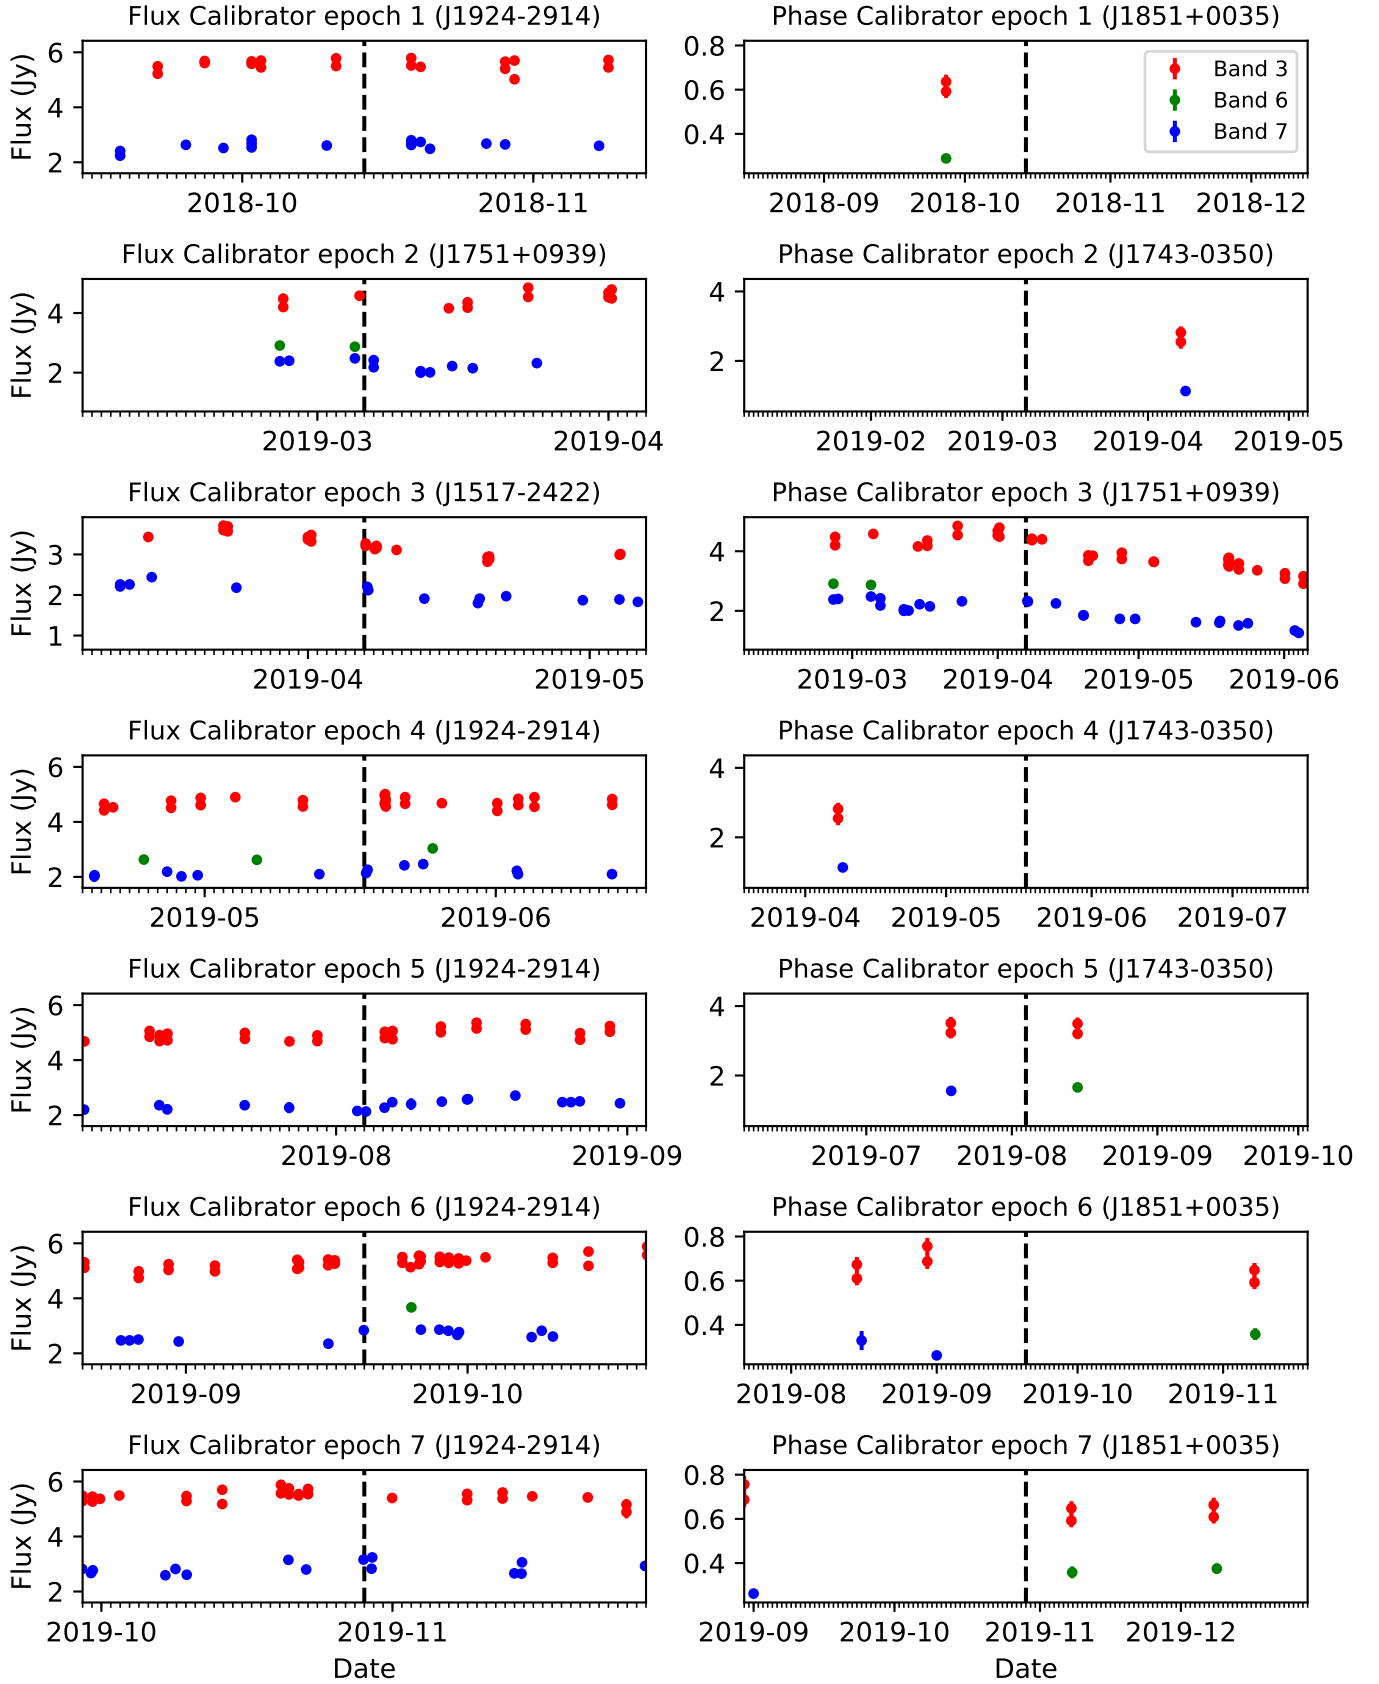 Flux Calibrator epoch 1 (J1924-2914)
Flux (Jy)
6
4
2
2018-10 2018-11
Phase Calibrator epoch 1 (J1851+0035)
0.8
0.6
0.4
Band 3
Band 6
Band 7
2018-09 2018-10 2018-11 2018-12
Flux Calibrator epoch 2 (J1751+0939)
Flux (Jy)
4
2
2019-03 2019-04
Phase Calibrator epoch 2 (J1743-0350)
4
2
2019-02 2019-03 2019-04 2019-05
Flux Calibrator epoch 3 (J1517-2422)
Flux (Jy)
3
2
1
2019-04 2019-05
Phase Calibrator epoch 3 (J1751+0939)
4
2
2019-03 2019-04 2019-05 2019-06
Flux Calibrator epoch 4 (J1924-2914)
Flux (Jy)
6
4
2
2019-05 2019-06
Phase Calibrator epoch 4 (J1743-0350)
4
2
2019-04 2019-05 2019-06 2019-07
Flux Calibrator epoch 5 (J1924-2914)
Flux (Jy)
6
4
2
2019-08 2019-09
Phase Calibrator epoch 5 (J1743-0350)
4
2
2019-07 2019-08 2019-09 2019-10
Flux Calibrator epoch 6 (J1924-2914)
Flux (Jy)
6
4
2
2019-09 2019-10
Phase Calibrator epoch 6 (J1851+0035)
0.8
0.6
0.4
2019-08 2019-09 2019-10 2019-11
Flux Calibrator epoch 7 (J1924-2914)
Flux (Jy)
6
4
2
2019-10 2019-11
Date
Phase Calibrator epoch 7 (J1851+0035)
0.8
0.6
0.4
2019-09 2019-10 2019-11 2019-12
Date